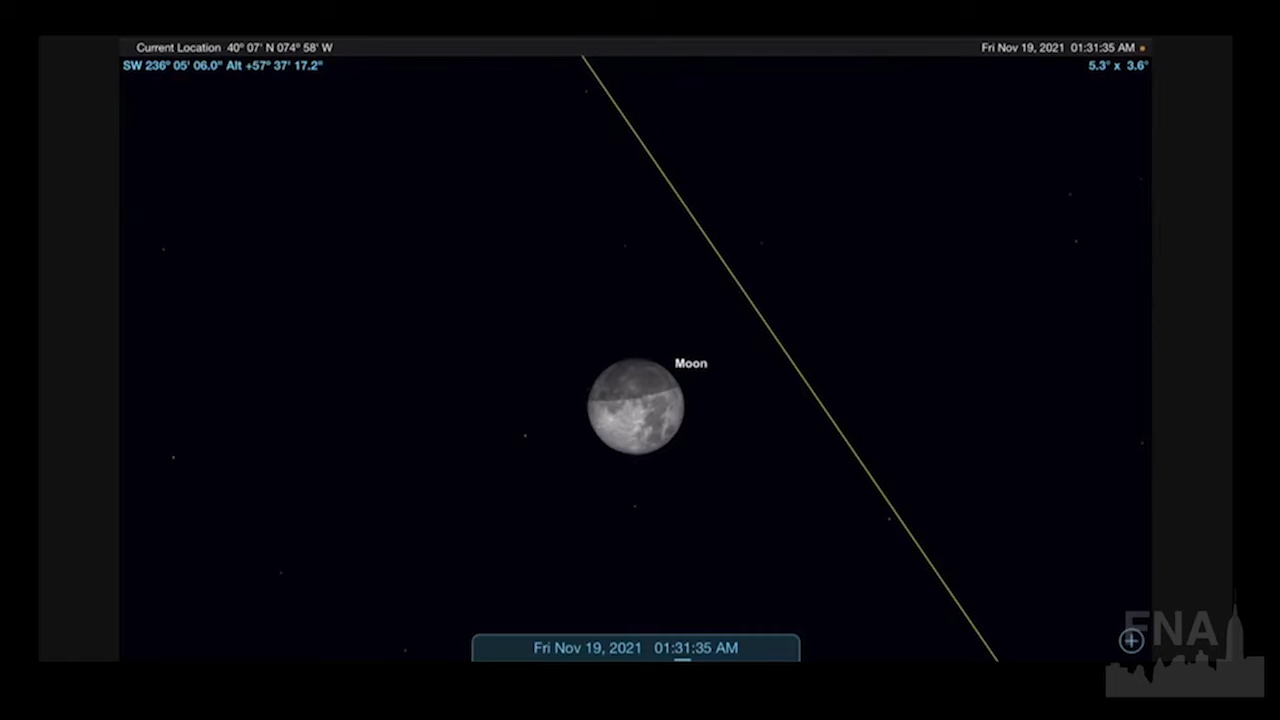 Current Location 40° 07' N 074° 58' W
Fri Nov 19, 2021 01:31:35 AM
SW 236° 05' 06.0" Alt +57° 37' 17.2"
5.3° x 3.6°
Moon
FNA
Fri Nov 19, 2021 01:31:35 AM